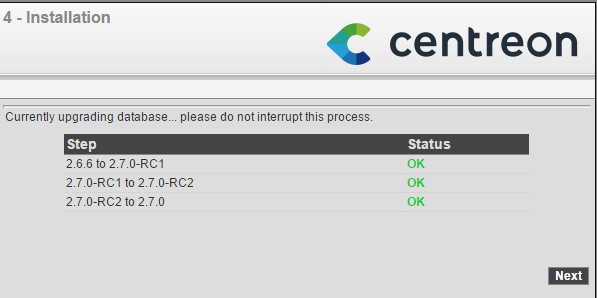 4 - Installation
centreon
Currently upgrading database... please do not interrupt this process.
Step Status
2.6.6 to 2.7.0-RC1 OK
2.7.0-RC1 to 2.7.0-RC2 OK
2.7.0-RC2 to 2.7.0 OK
Next